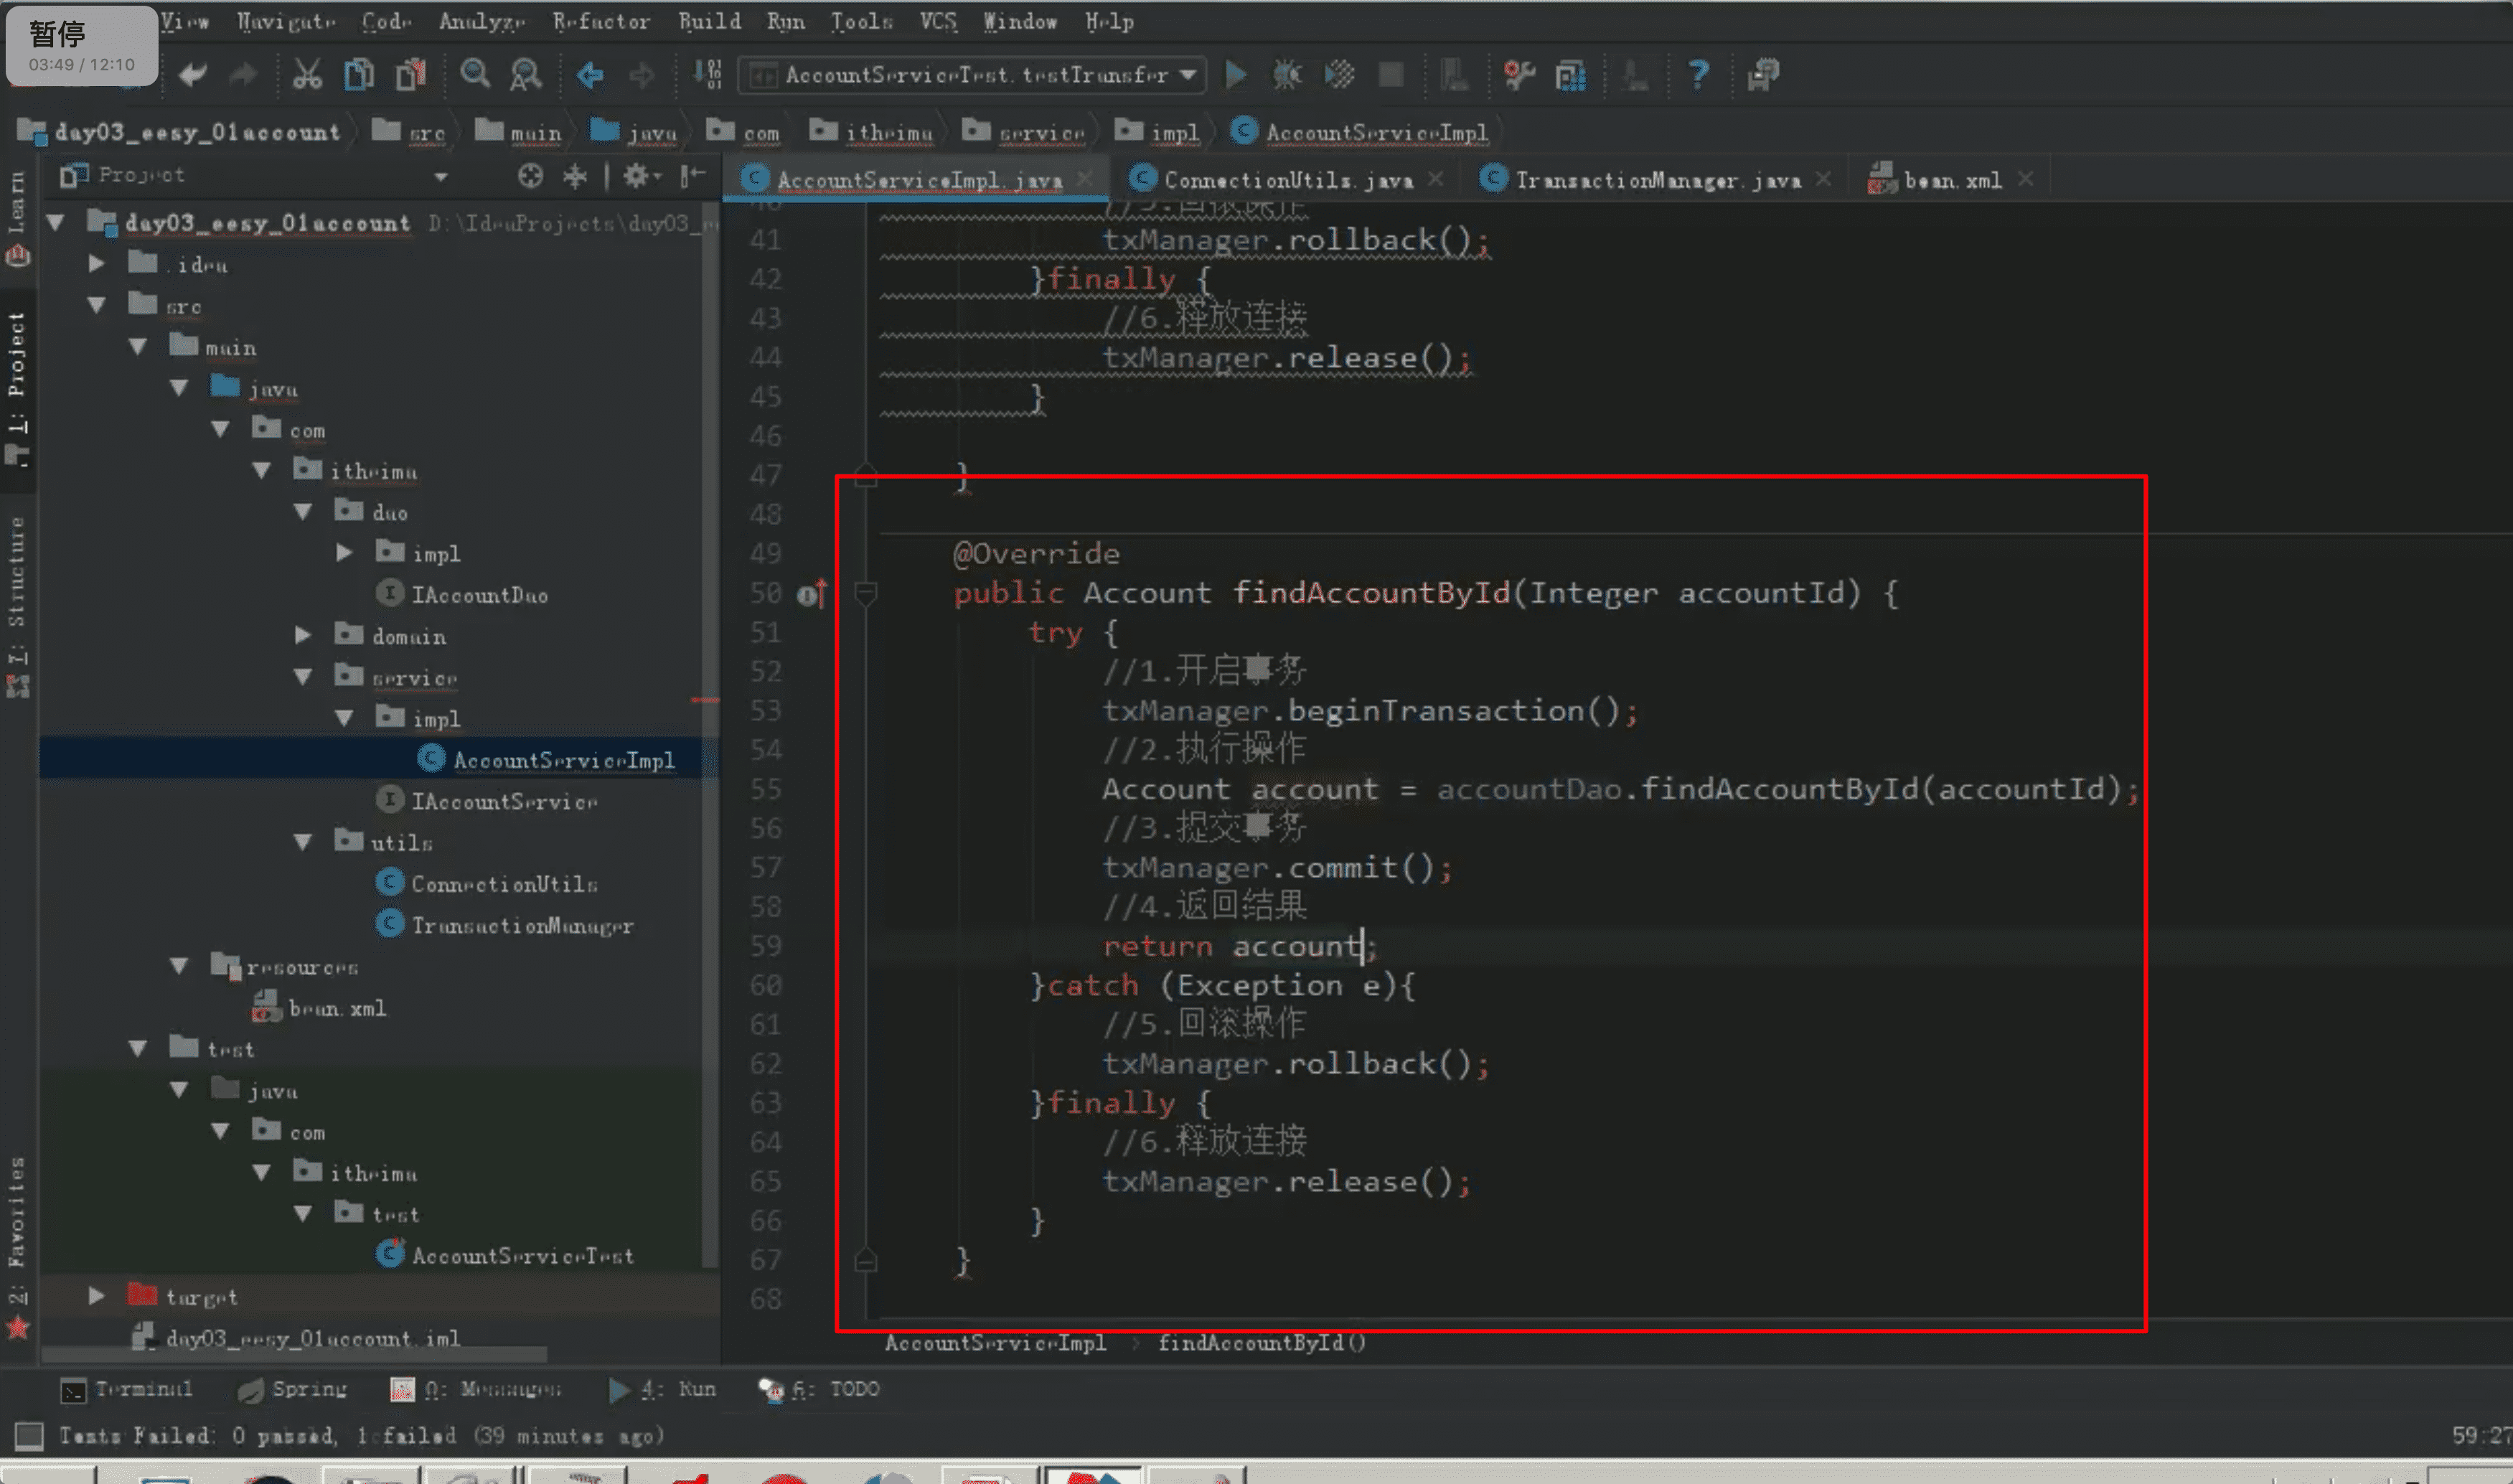 暂停
03:49 / 12:10
View Navigate Code Analyze Refactor Build Run Tools VCS Window Help
AccountServiceTest.testTransfer
day03_eesy_01account src main java com itheima service impl AccountServiceImpl
Project
AccountServiceImpl.java ConnectionUtils.java TransactionManager.java bean.xml
Learn
1: Project
7: Structure
2: Favorites
day03_eesy_01account D:\IdeaProjects\day03_
.idea
src
main
java
com
itheima
dao
impl
IAccountDao
domain
service
impl
AccountServiceImpl
IAccountService
utils
ConnectionUtils
TransactionManager
resources
bean.xml
test
java
com
itheima
test
AccountServiceTest
target
day03_eesy_01account.iml
40 //5.回滚操作
41 txManager.rollback();
42 }finally {
43 //6.释放连接
44 txManager.release();
45 }
46
47 }
48
49 @Override
50 public Account findAccountById(Integer accountId) {
51 try {
52 //1.开启事务
53 txManager.beginTransaction();
54 //2.执行操作
55 Account account = accountDao.findAccountById(accountId);
56 //3.提交事务
57 txManager.commit();
58 //4.返回结果
59 return account;
60 }catch (Exception e){
61 //5.回滚操作
62 txManager.rollback();
63 }finally {
64 //6.释放连接
65 txManager.release();
66 }
67 }
68
AccountServiceImpl findAccountById()
Terminal Spring 0: Messages 4: Run 6: TODO
Tests Failed: 0 passed, 1 failed (39 minutes ago)
59:27